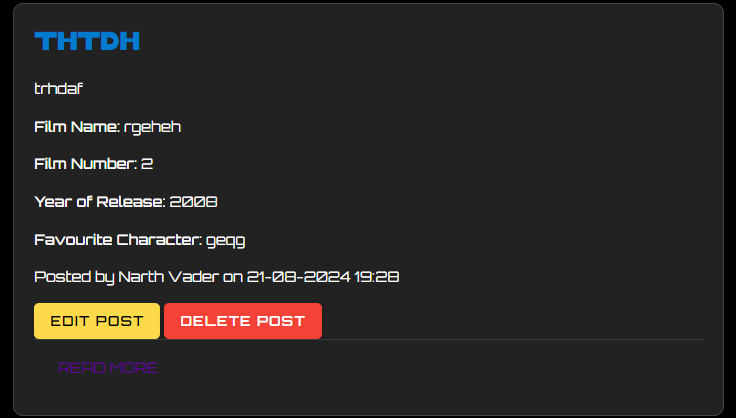 THTDH
trhdaf
Film Name: rgeheh
Film Number: 2
Year of Release: 2008
Favourite Character: geqg
Posted by Narth Vader on 21-08-2024 19:28
EDIT POST DELETE POST
READ MORE